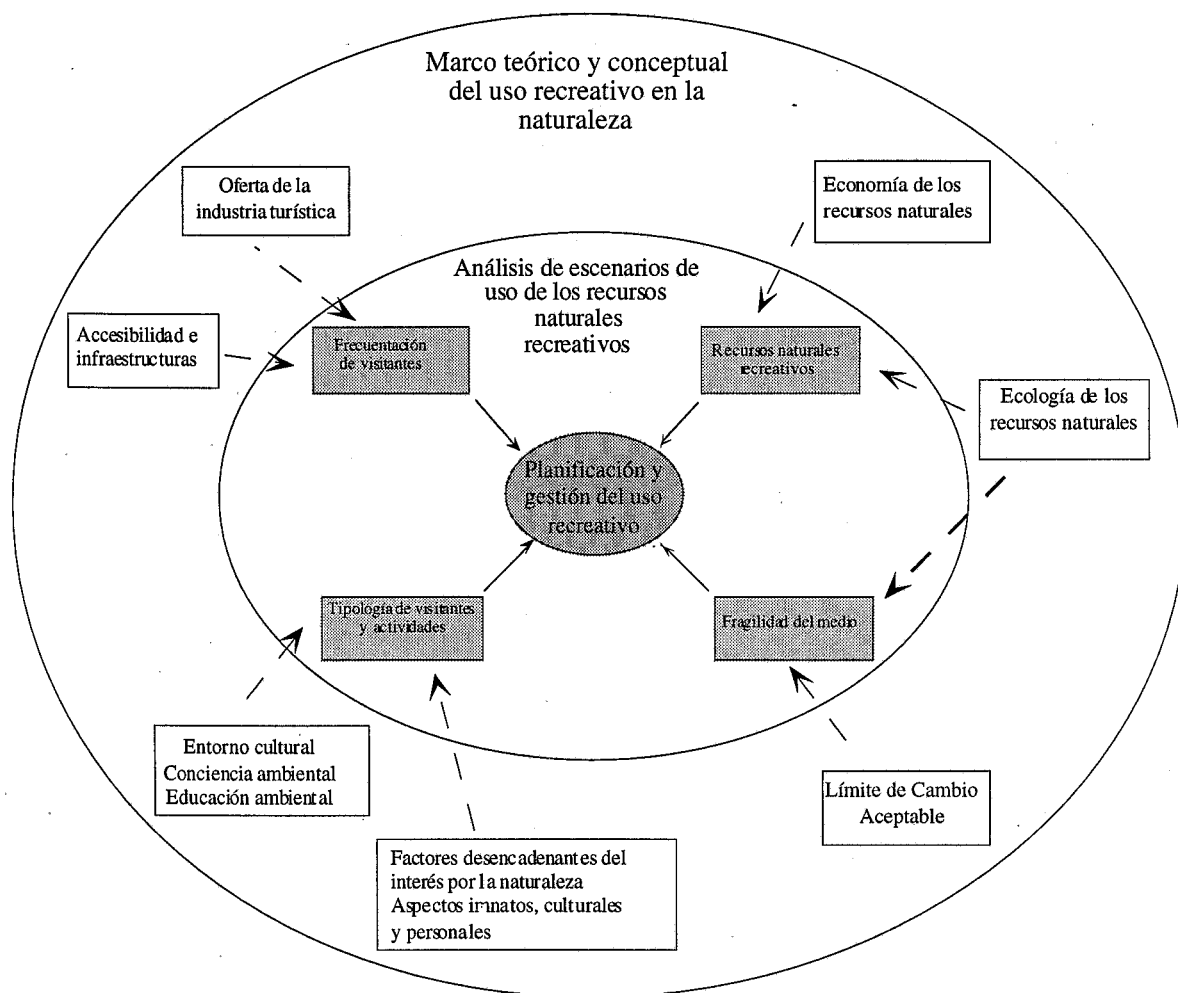 Marco teórico y conceptual
del uso recreativo en la
naturaleza
Oferta de la
industria turística
Economía de los
recursos naturales
Análisis de escenarios de
uso de los recursos
naturales
recreativos
Accesibilidad e
infraestructuras
Frecuentación
de visitantes
Recursos naturales
recreativos
Ecología de los
recursos naturales
Planificación y
gestión del uso
recreativo
Tipología de visitantes
y actividades
Fragilidad del medio
Entorno cultural
Conciencia ambiental
Educación ambiental
Límite de Cambio
Aceptable
Factores desencadenantes del
interés por la naturaleza
Aspectos innatos, culturales
y personales